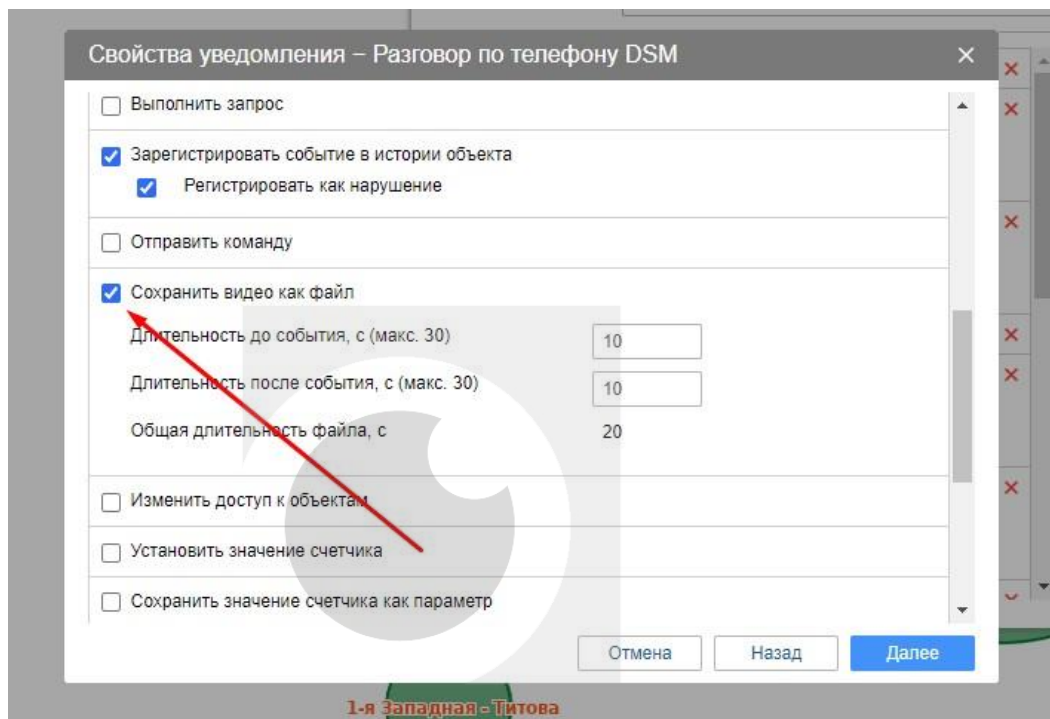 Свойства уведомления – Разговор по телефону DSM
Выполнить запрос
Зарегистрировать событие в истории объекта
Регистрировать как нарушение
Отправить команду
Сохранить видео как файл
Длительность до события, с (макс. 30) 10
Длительность после события, с (макс. 30) 10
Общая длительность файла, с 20
Изменить доступ к объектам
Установить значение счетчика
Сохранить значение счетчика как параметр
Отмена Назад Далее
1-я Западная - Титова